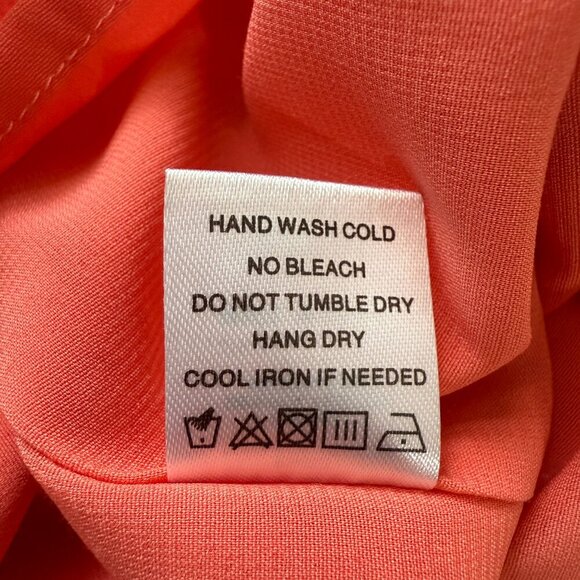 HAND WASH COLD
NO BLEACH
DO NOT TUMBLE DRY
HANG DRY
COOL IRON IF NEEDED